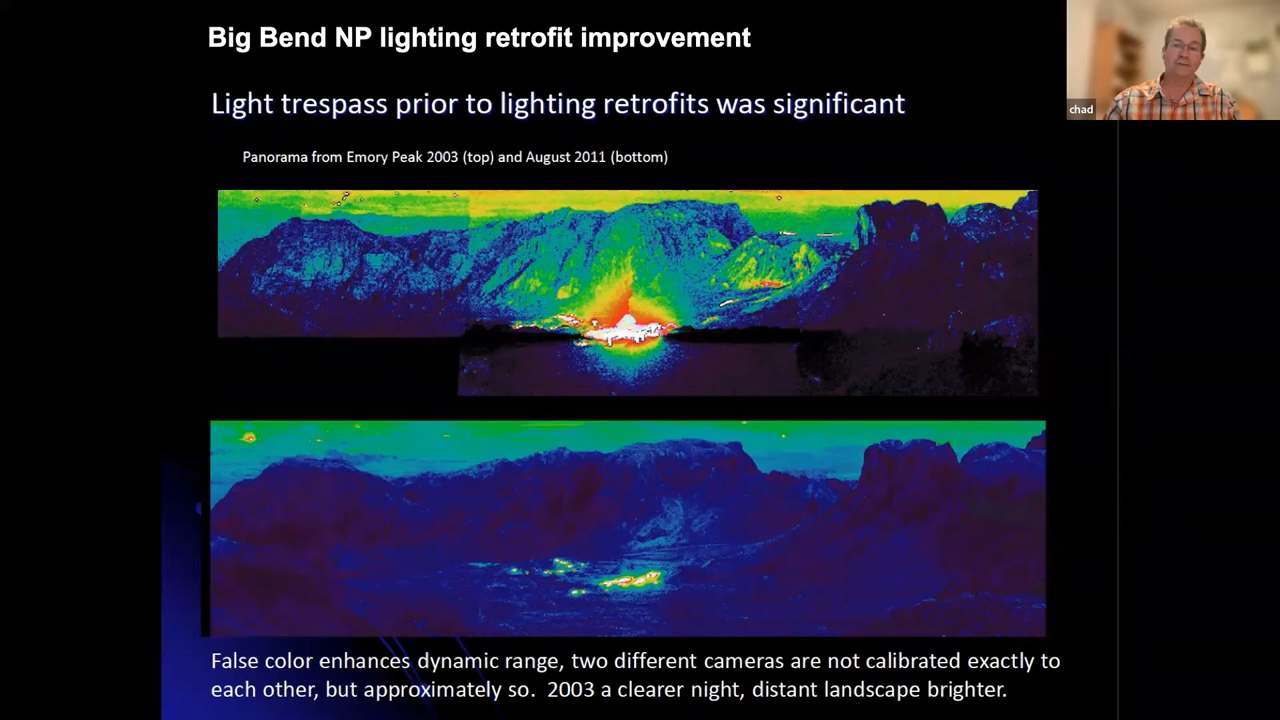 Big Bend NP lighting retrofit improvement
chad
Light trespass prior to lighting retrofits was significant
Panorama from Emory Peak 2003 (top) and August 2011 (bottom)
False color enhances dynamic range, two different cameras are not calibrated exactly to
each other, but approximately so.  2003 a clearer night, distant landscape brighter.